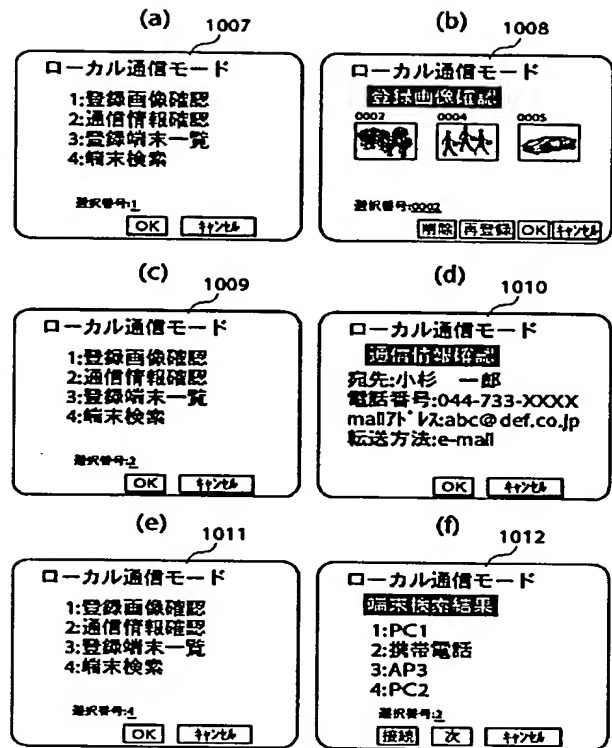 (a)
1007
ローカル通信モード
1:登録画像確認
2:通信情報確認
3:登録端末一覧
4:端末検索
選択番号:1
OK キャンセル
(b)
1008
ローカル通信モード
登録画像確認
0002 0004 0005
選択番号:0002
削除 再登録 OK キャンセル
(c)
1009
ローカル通信モード
1:登録画像確認
2:通信情報確認
3:登録端末一覧
4:端末検索
選択番号:2
OK キャンセル
(d)
1010
ローカル通信モード
通信情報確認
宛先:小杉 一郎
電話番号:044-733-XXXX
mailアドレス:abc@def.co.jp
転送方法:e-mail
OK キャンセル
(e)
1011
ローカル通信モード
1:登録画像確認
2:通信情報確認
3:登録端末一覧
4:端末検索
選択番号:4
OK キャンセル
(f)
1012
ローカル通信モード
端末検索結果
1:PC1
2:携帯電話
3:AP3
4:PC2
選択番号:2
接続 次 キャンセル